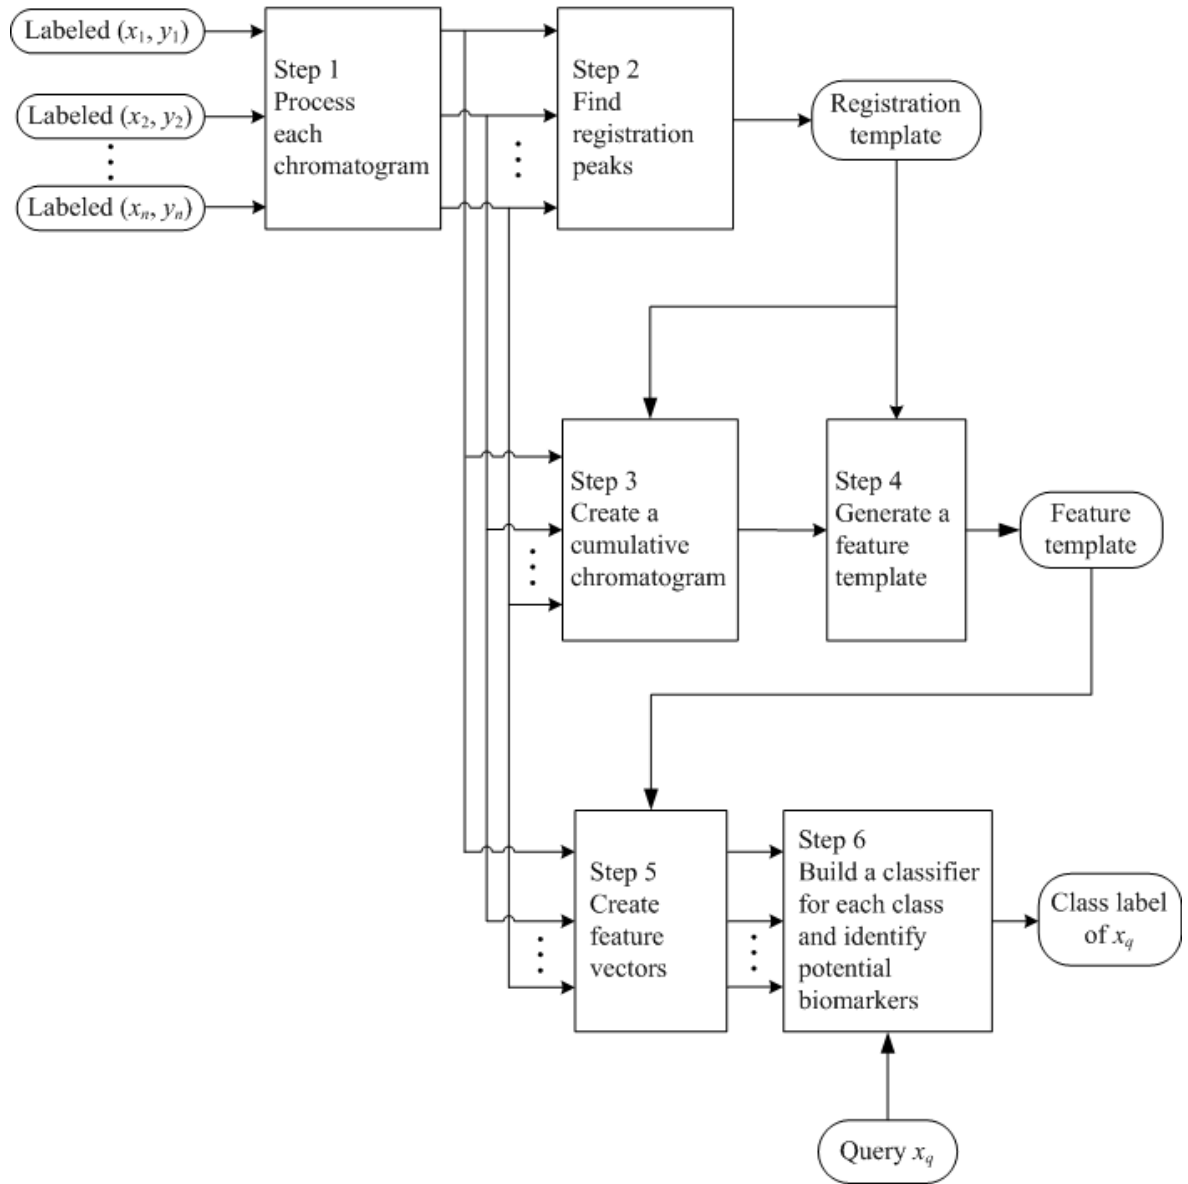 Labeled (x₁, y₁)
Labeled (x₂, y₂)
Labeled (xₙ, yₙ)
Step 1
Process
each
chromatogram
Step 2
Find
registration
peaks
Registration
template
Step 3
Create a
cumulative
chromatogram
Step 4
Generate a
feature
template
Feature
template
Step 5
Create
feature
vectors
Step 6
Build a classifier
for each class
and identify
potential
biomarkers
Class label
of x_q
Query x_q